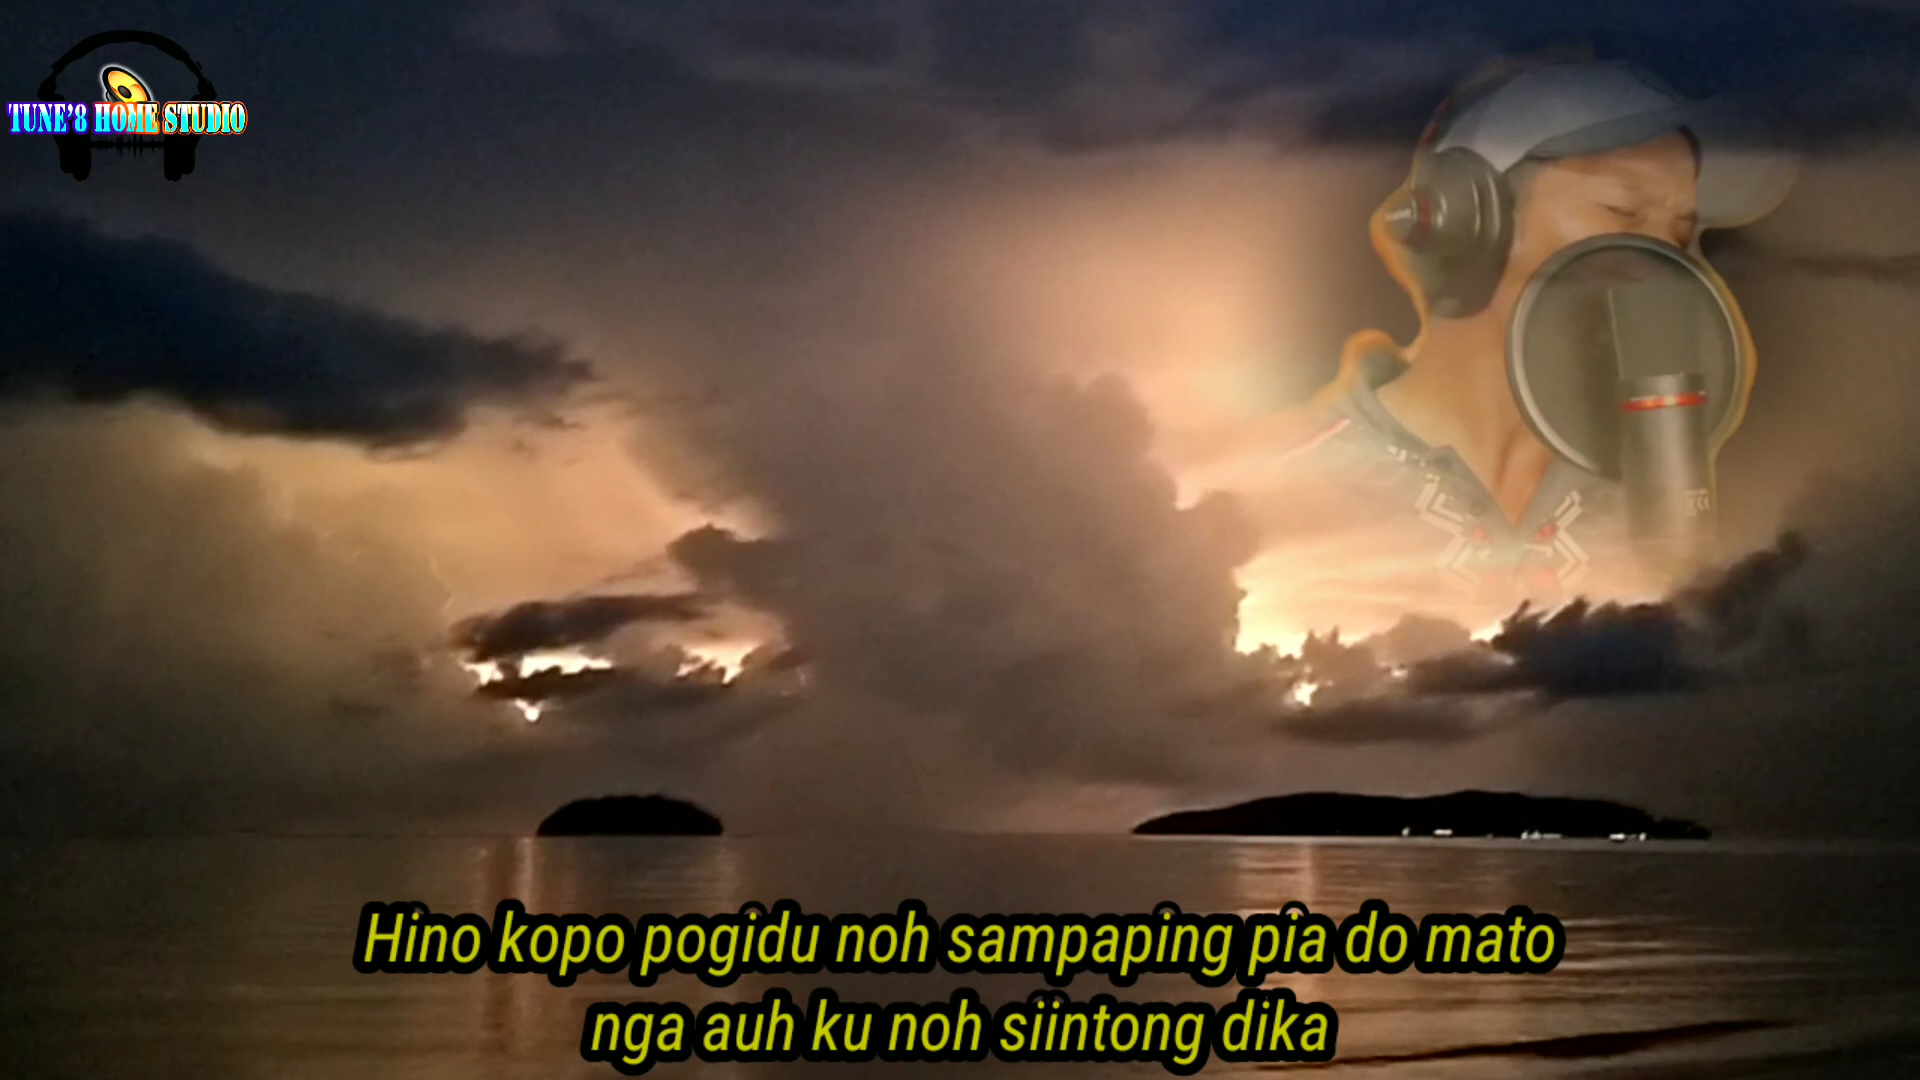 TUNE'8 HOME STUDIO
Hino kopo pogidu noh sampaping pia do mato
nga auh ku noh siintong dika